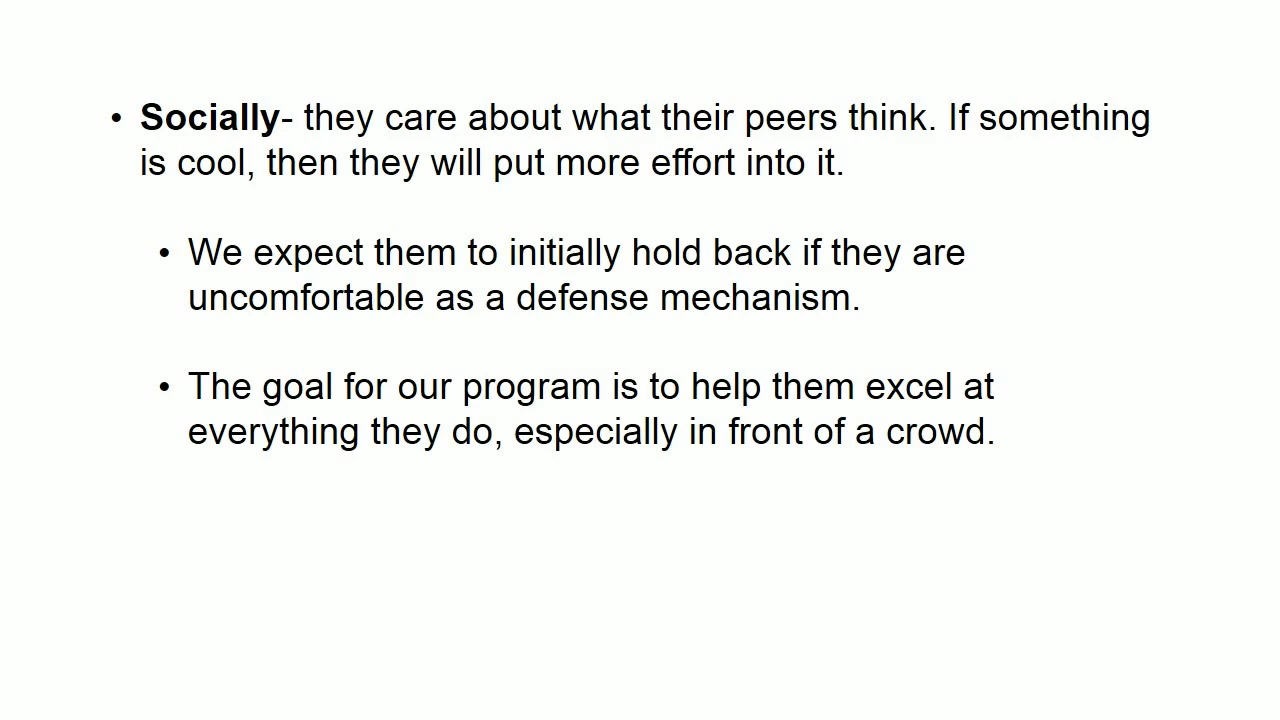 • Socially- they care about what their peers think. If something
is cool, then they will put more effort into it.
• We expect them to initially hold back if they are
uncomfortable as a defense mechanism.
• The goal for our program is to help them excel at
everything they do, especially in front of a crowd.